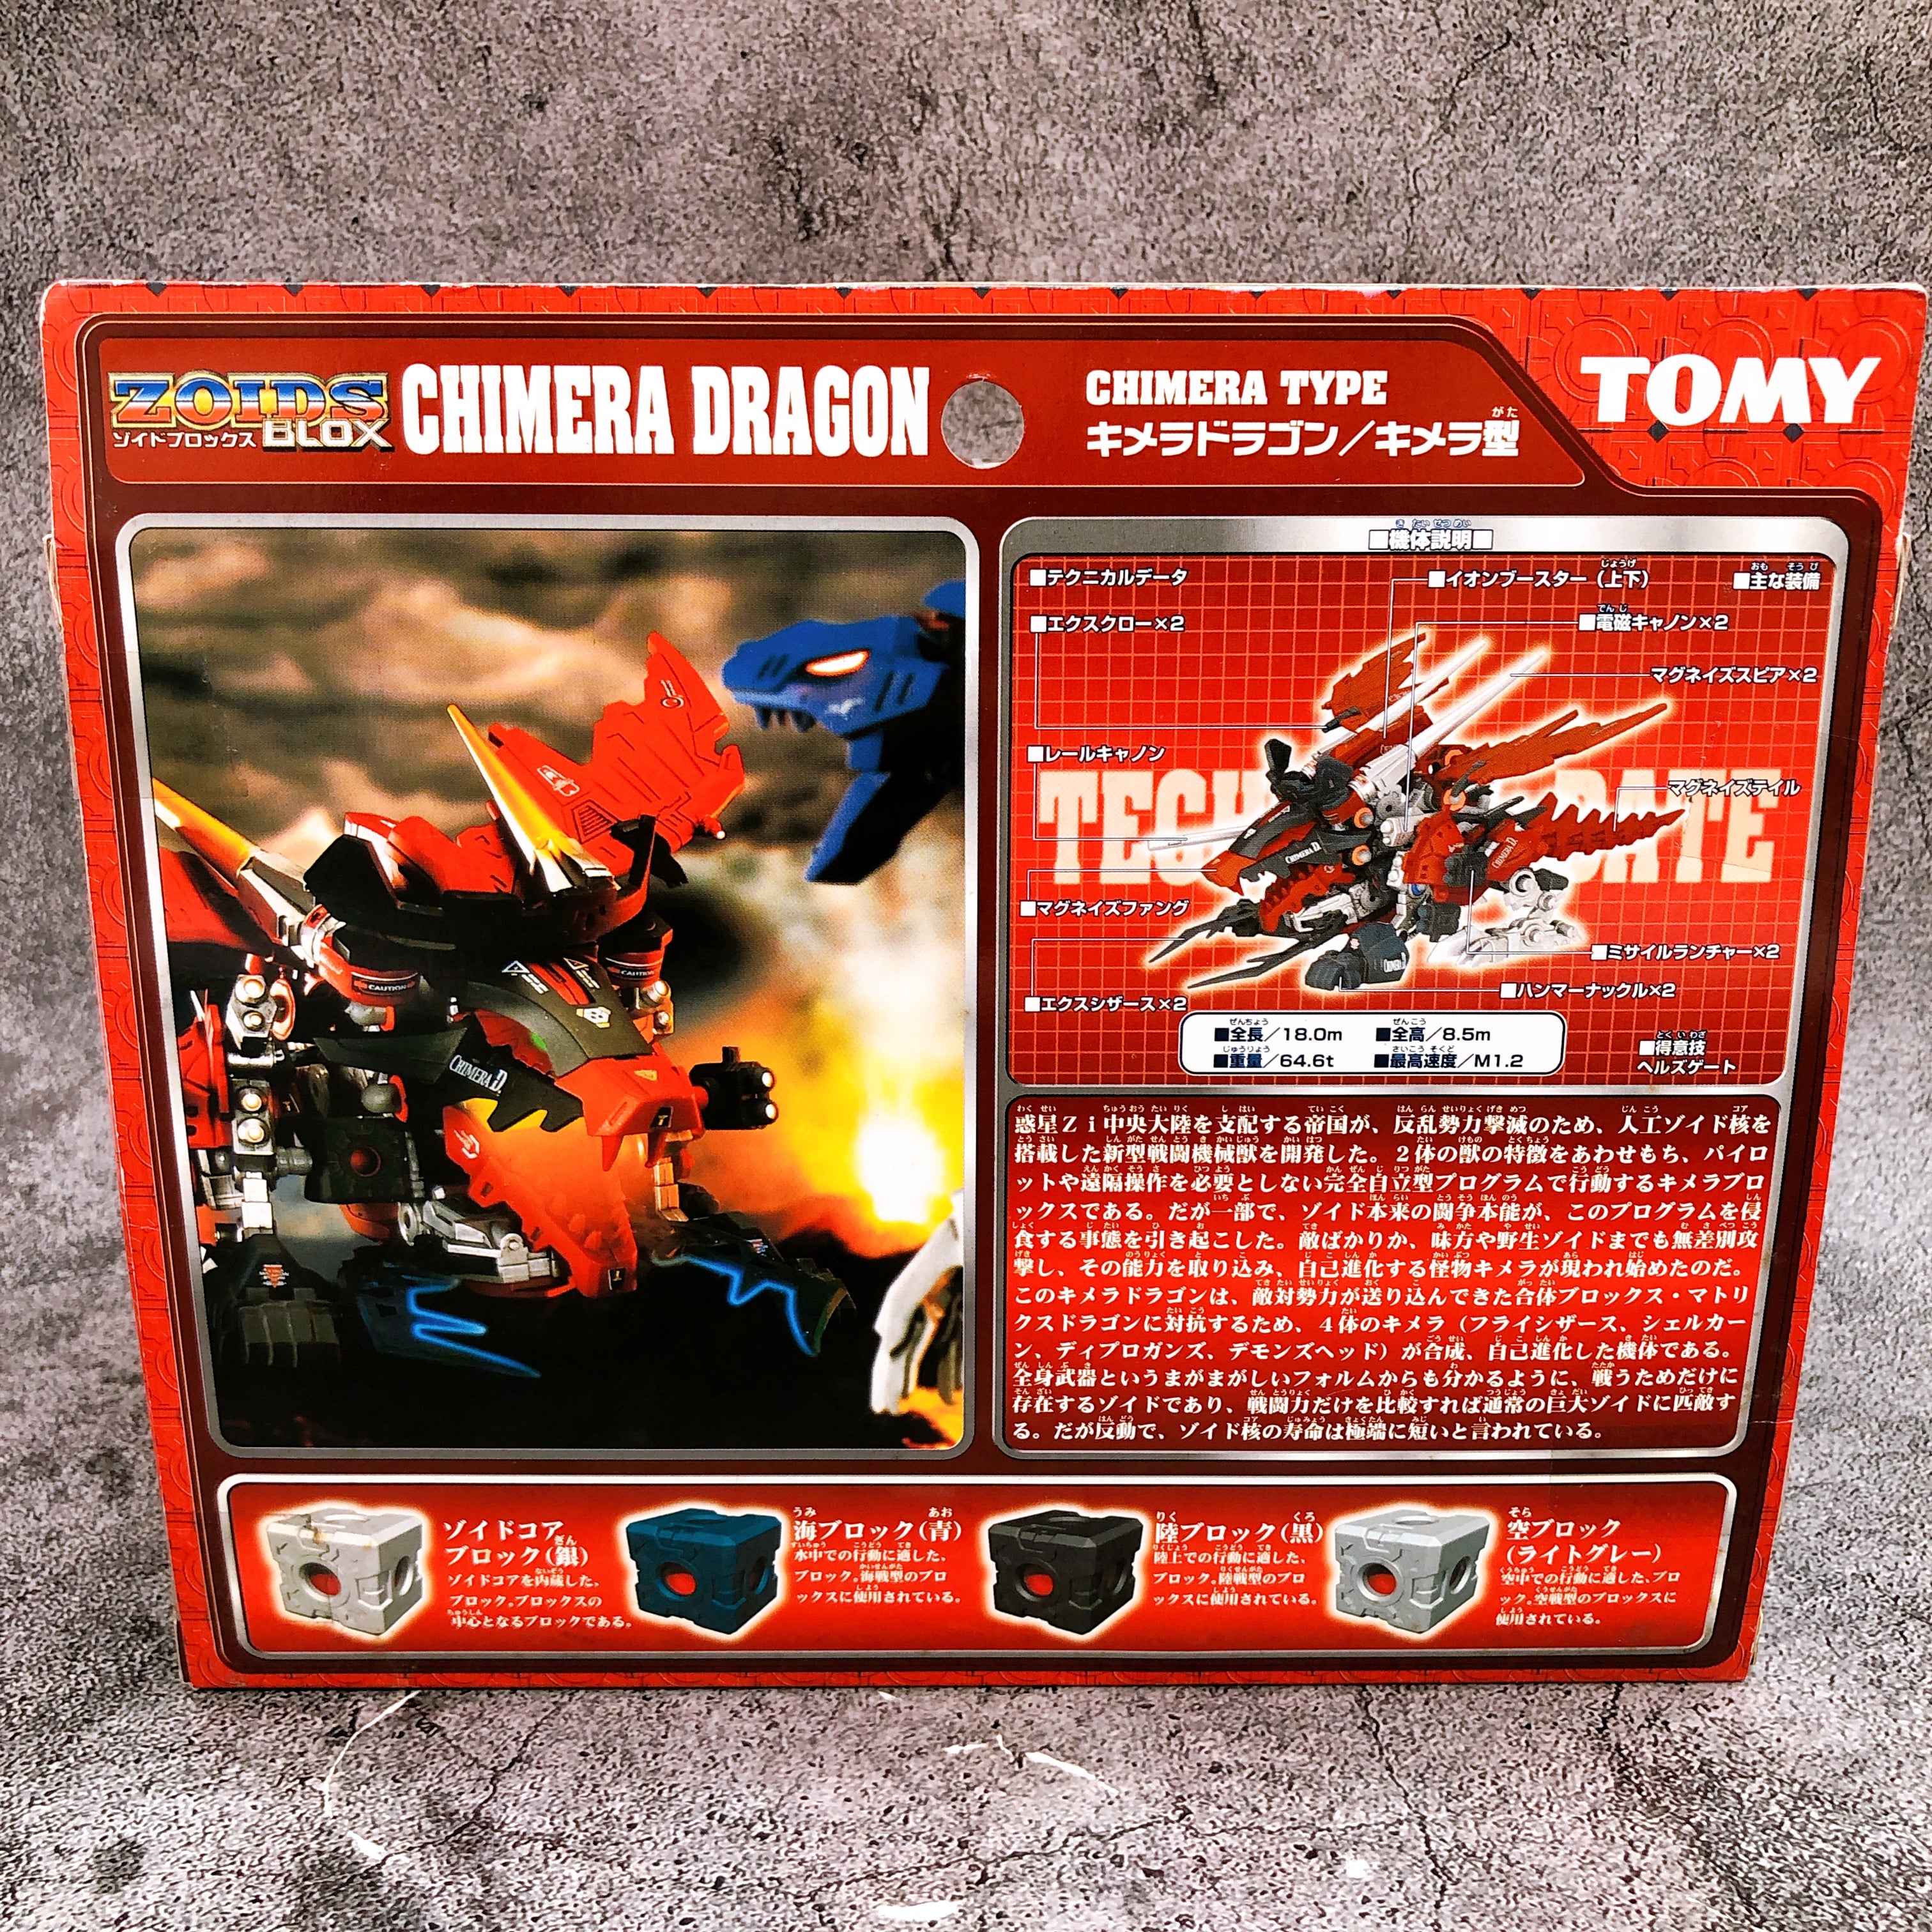 ZOIDS
ゾイドブロックス BLOX
CHIMERA DRAGON
CHIMERA TYPE
キメラドラゴン／キメラ型
TOMY
■機体説明■
■テクニカルデータ
■イオンブースター（上下）
■主な装備
■エクスクロー×2
■電磁キャノン×2
マグネイズスピア×2
■レールキャノン
マグネイズテイル
■マグネイズファング
■ミサイルランチャー×2
■エクスシザース×2
■ハンマーナックル×2
■全長／18.0m ■全高／8.5m
■重量／64.6t ■最高速度／M1.2
■得意技
ヘルズゲート
惑星Ｚｉ中央大陸を支配する帝国が、反乱勢力撃滅のため、人工ゾイド核を
搭載した新型戦闘機械獣を開発した。２体の獣の特徴をあわせもち、パイロ
ットや遠隔操作を必要としない完全自立型プログラムで行動するキメラブロ
ックスである。だが一部で、ゾイド本来の闘争本能が、このプログラムを侵
食する事態を引き起こした。敵ばかりか、味方や野生ゾイドまでも無差別攻
撃し、その能力を取り込み、自己進化する怪物キメラが現われ始めたのだ。
このキメラドラゴンは、敵対勢力が送り込んできた合体ブロックス・マトリ
クスドラゴンに対抗するため、４体のキメラ（フライシザース、シェルカー
ン、ディプロガンズ、デモンズヘッド）が合成、自己進化した機体である。
全身武器というまがまがしいフォルムからも分かるように、戦うためだけに
存在するゾイドであり、戦闘力だけを比較すれば通常の巨大ゾイドに匹敵す
る。だが反動で、ゾイド核の寿命は極端に短いと言われている。
CHIMERA D.
CAUTION
ゾイドコア
ブロック（銀）
ゾイドコアを内蔵した、
ブロック。ブロックスの
中心となるブロックである。
海ブロック（青）
水中での行動に適した、
ブロック。海戦型のブロ
ックスに使用されている。
陸ブロック（黒）
陸上での行動に適した、
ブロック。陸戦型のブロ
ックスに使用されている。
空ブロック
（ライトグレー）
空中での行動に適した、ブロ
ック。空戦型のブロックスに
使用されている。